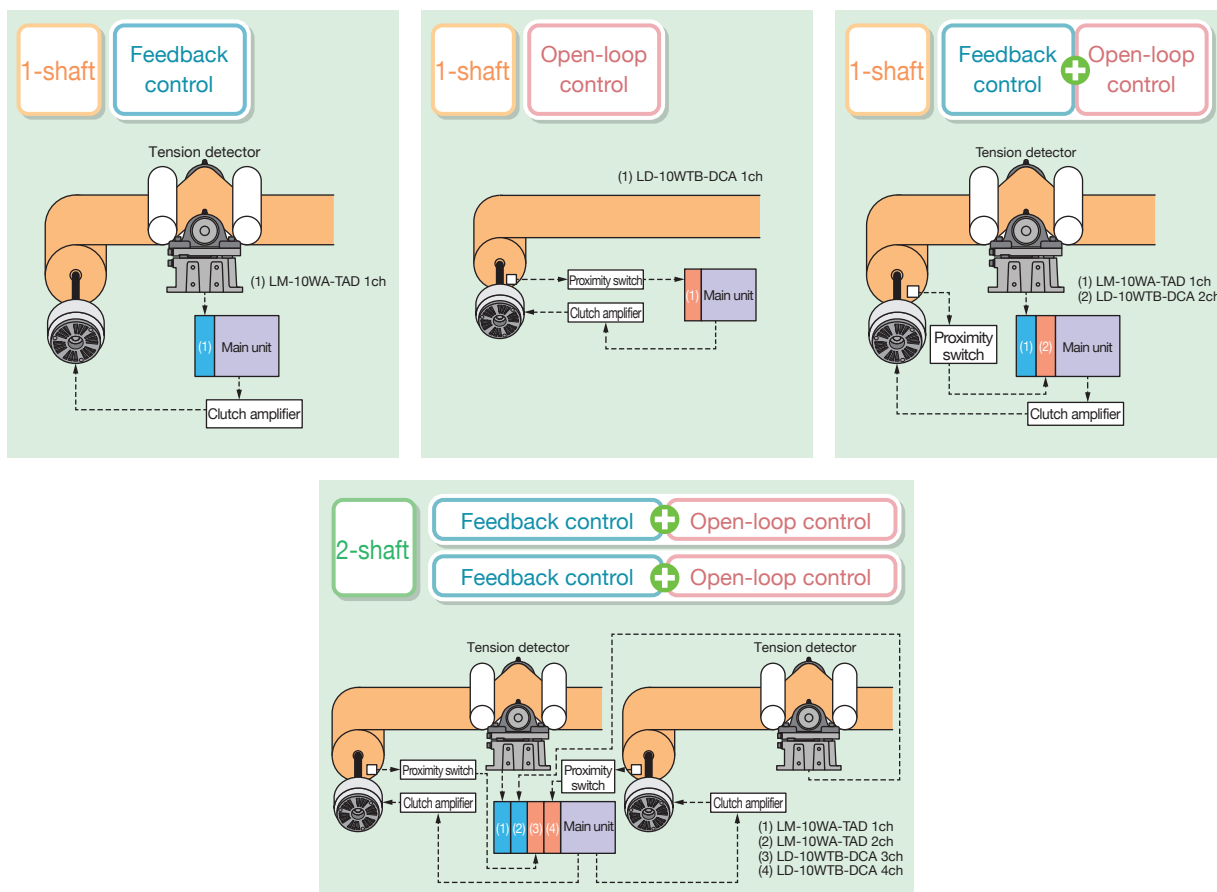 1-shaft
Feedback
control
Tension detector
(1) LM-10WA-TAD 1ch
(1)
Main unit
Clutch amplifier
1-shaft
Open-loop
control
(1) LD-10WTB-DCA 1ch
Proximity switch
(1)
Main unit
Clutch amplifier
1-shaft
Feedback
control
Open-loop
control
Tension detector
(1) LM-10WA-TAD 1ch
(2) LD-10WTB-DCA 2ch
Proximity
switch
(1)
(2)
Main unit
Clutch amplifier
2-shaft
Feedback control
Open-loop control
Feedback control
Open-loop control
Tension detector
Tension detector
Proximity switch
Proximity
switch
Clutch amplifier
(1)
(2)
(3)
(4)
Main unit
Clutch amplifier
(1) LM-10WA-TAD 1ch
(2) LM-10WA-TAD 2ch
(3) LD-10WTB-DCA 3ch
(4) LD-10WTB-DCA 4ch